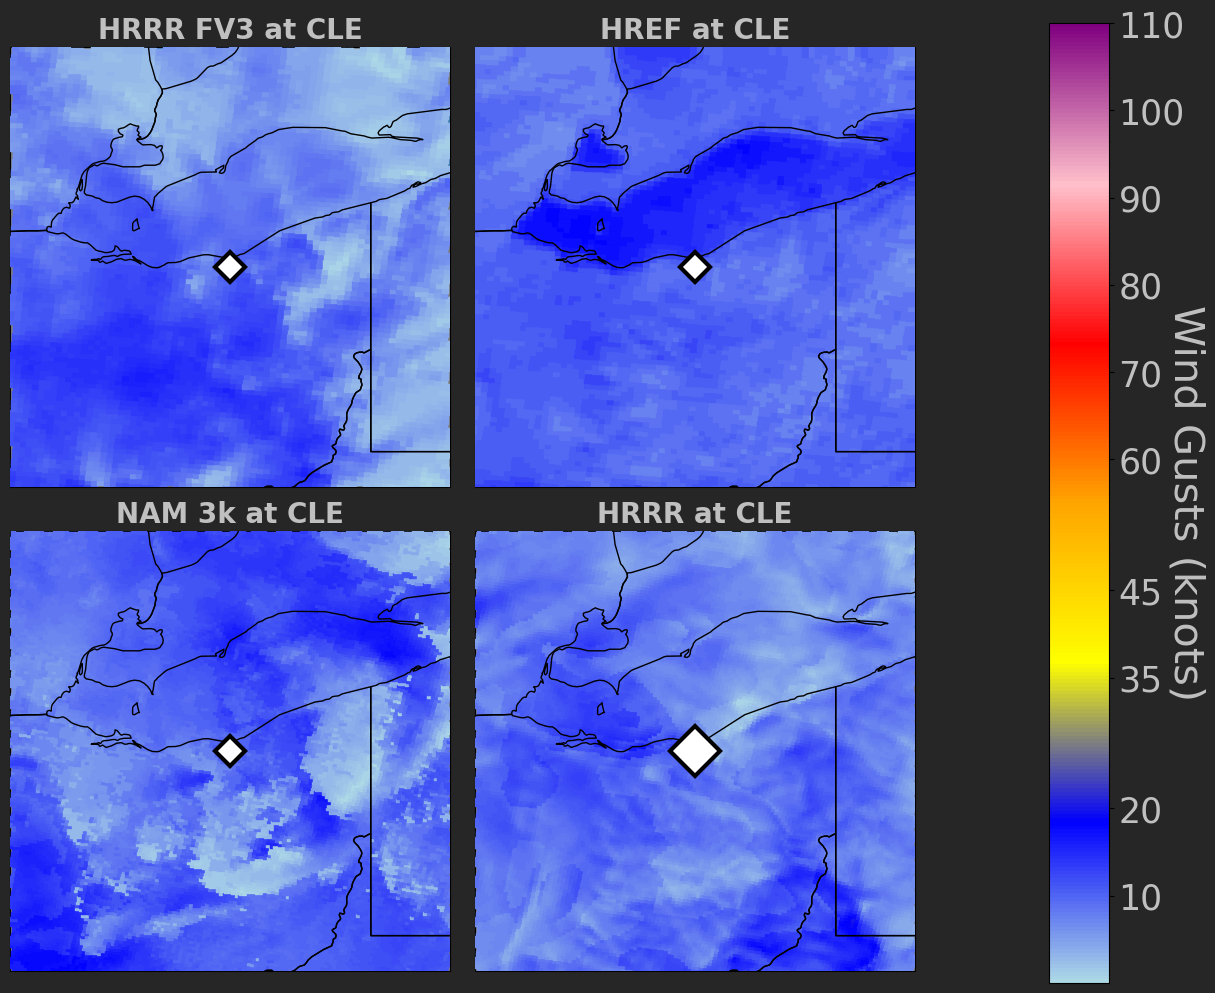 HRRR FV3 at CLE
HREF at CLE
NAM 3k at CLE
HRRR at CLE
110
100
90
80
70
60
45
35
20
10
Wind Gusts (knots)